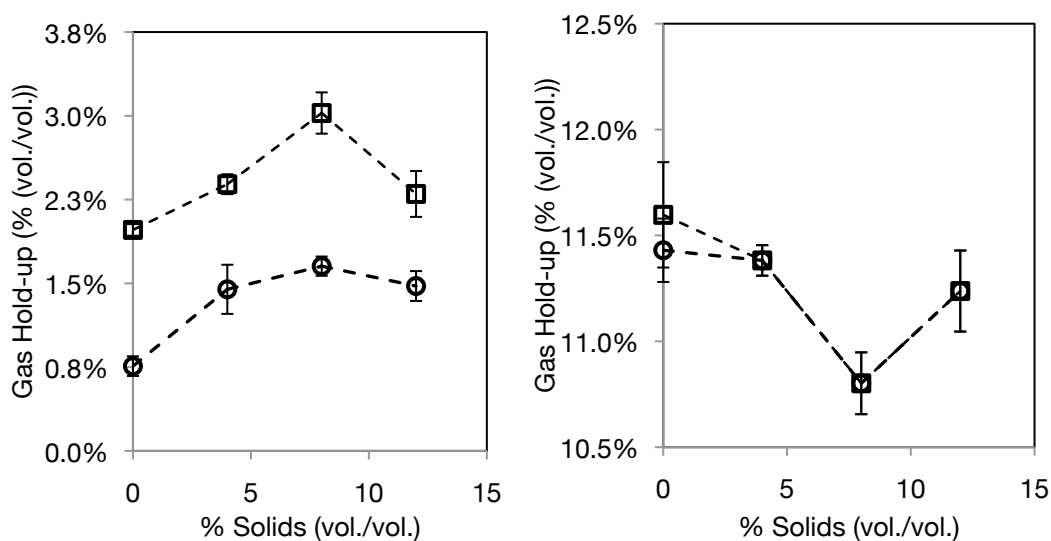 Gas Hold-up (% (vol./vol.))
3.8%
3.0%
2.3%
1.5%
0.8%
0.0%
0 5 10 15
% Solids (vol./vol.)
Gas Hold-up (% (vol./vol.))
12.5%
12.0%
11.5%
11.0%
10.5%
0 5 10 15
% Solids (vol./vol.)